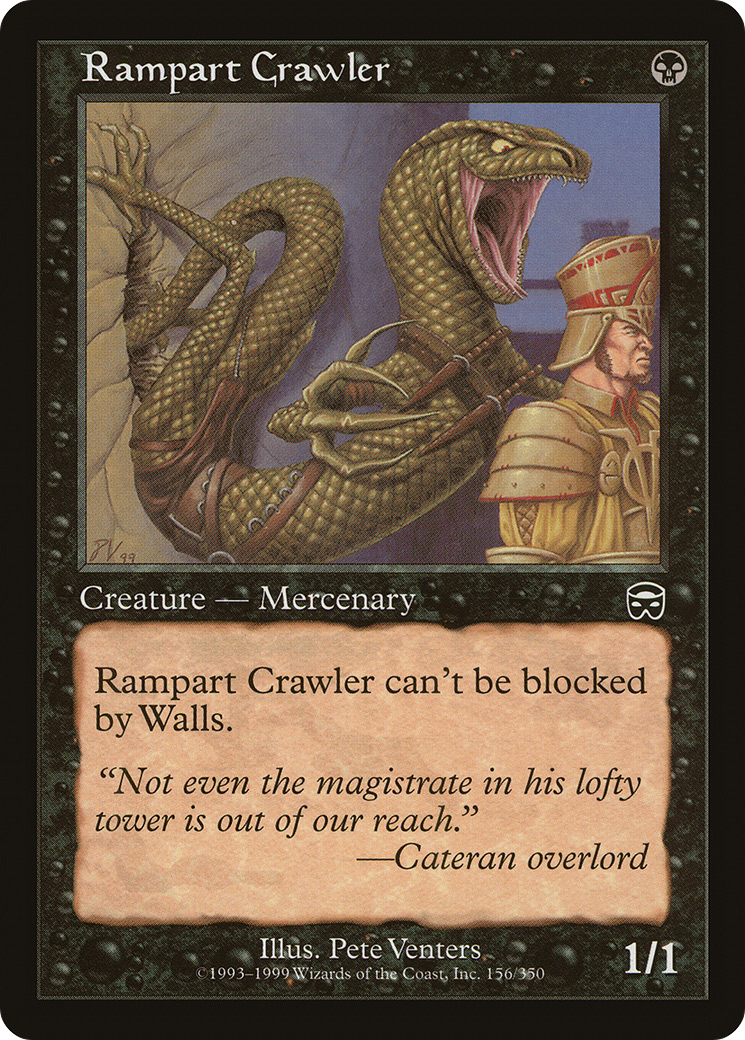 Rampart Crawler
PV 99
Creature — Mercenary
Rampart Crawler can't be blocked
by Walls.
“Not even the magistrate in his lofty
tower is out of our reach.”
—Cateran overlord
Illus. Pete Venters
©1993–1999 Wizards of the Coast, Inc. 156/350
1/1